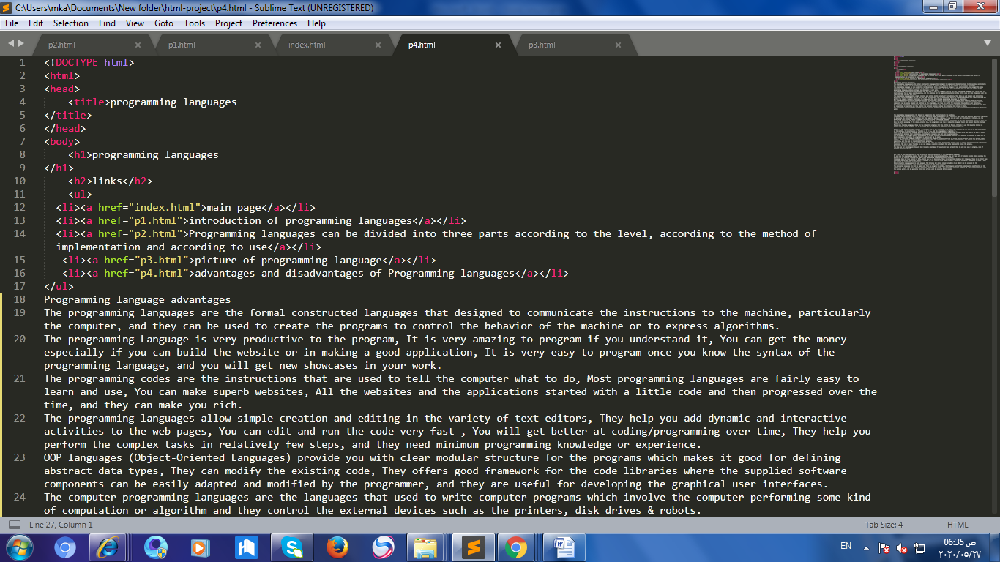 C:\Users\mka\Documents\New folder\html-project\p4.html - Sublime Text (UNREGISTERED)
File Edit Selection Find View Goto Tools Project Preferences Help
p2.html p1.html index.html p4.html p3.html
1 <!DOCTYPE html>
2 <html>
3 <head>
4 <title>programming languages
5 </title>
6 </head>
7 <body>
8 <h1>programming languages
9 </h1>
10 <h2>links</h2>
11 <ul>
12 <li><a href="index.html">main page</a></li>
13 <li><a href="p1.html">introduction of programming languages</a></li>
14 <li><a href="p2.html">Programming languages can be divided into three parts according to the level, according to the method of
implementation and according to use</a></li>
15 <li><a href="p3.html">picture of programming language</a></li>
16 <li><a href="p4.html">advantages and disadvantages of Programming languages</a></li>
17 </ul>
18 Programming language advantages
19 The programming languages are the formal constructed languages that designed to communicate the instructions to the machine, particularly
the computer, and they can be used to create the programs to control the behavior of the machine or to express algorithms.
20 The programming Language is very productive to the program, It is very amazing to program if you understand it, You can get the money
especially if you can build the website or in making a good application, It is very easy to program once you know the syntax of the
programming language, and you will get new showcases in your work.
21 The programming codes are the instructions that are used to tell the computer what to do, Most programming languages are fairly easy to
learn and use, You can make superb websites, All the websites and the applications started with a little code and then progressed over the
time, and they can make you rich.
22 The programming languages allow simple creation and editing in the variety of text editors, They help you add dynamic and interactive
activities to the web pages, You can edit and run the code very fast , You will get better at coding/programming over time, They help you
perform the complex tasks in relatively few steps, and they need minimum programming knowledge or experience.
23 OOP languages (Object-Oriented Languages) provide you with clear modular structure for the programs which makes it good for defining
abstract data types, They can modify the existing code, They offers good framework for the code libraries where the supplied software
components can be easily adapted and modified by the programmer, and they are useful for developing the graphical user interfaces.
24 The computer programming languages are the languages that used to write computer programs which involve the computer performing some kind
of computation or algorithm and they control the external devices such as the printers, disk drives & robots.
Line 27, Column 1 Tab Size: 4 HTML
EN 06:35 ص
٢٠٢٠/٠٥/٢٧